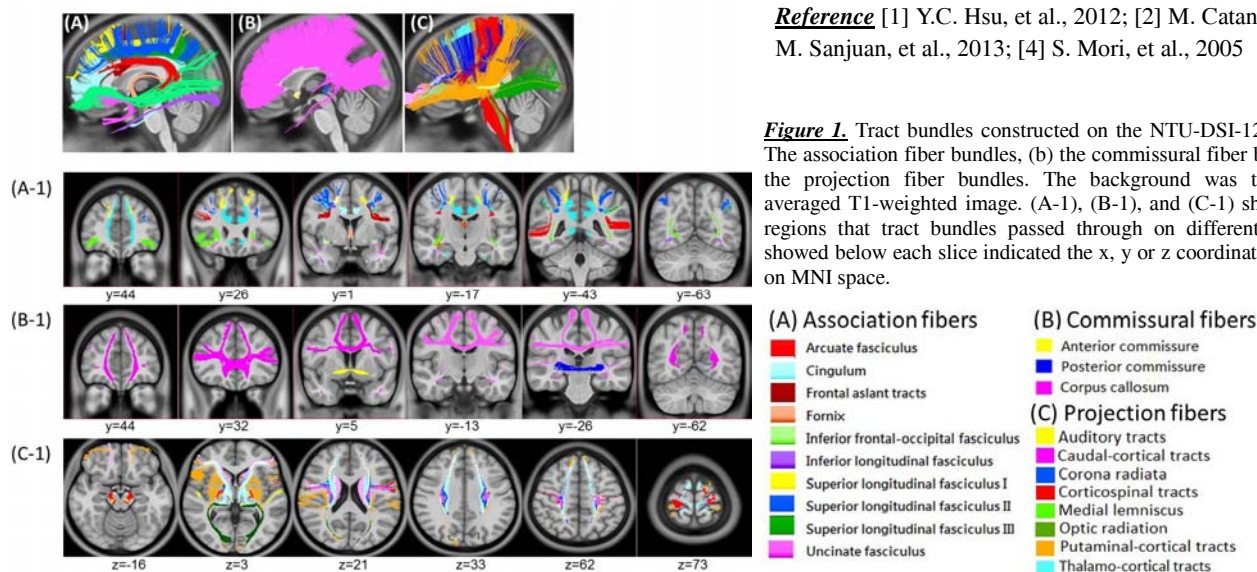 (A)
(B)
(C)
Reference [1] Y.C. Hsu, et al., 2012; [2] M. Catan
M. Sanjuan, et al., 2013; [4] S. Mori, et al., 2005
Figure 1. Tract bundles constructed on the NTU-DSI-12
The association fiber bundles, (b) the commissural fiber b
the projection fiber bundles. The background was t
averaged T1-weighted image. (A-1), (B-1), and (C-1) sh
regions that tract bundles passed through on different
showed below each slice indicated the x, y or z coordinat
on MNI space.
(A-1)
y=44 y=26 y=1 y=-17 y=-43 y=-63
(B-1)
y=44 y=32 y=5 y=-13 y=-26 y=-62
(C-1)
z=-16 z=3 z=21 z=33 z=62 z=73
(A) Association fibers
Arcuate fasciculus
Cingulum
Frontal aslant tracts
Fornix
Inferior frontal-occipital fasciculus
Inferior longitudinal fasciculus
Superior longitudinal fasciculus I
Superior longitudinal fasciculus II
Superior longitudinal fasciculus III
Uncinate fasciculus
(B) Commissural fibers
Anterior commissure
Posterior commissure
Corpus callosum
(C) Projection fibers
Auditory tracts
Caudal-cortical tracts
Corona radiata
Corticospinal tracts
Medial lemniscus
Optic radiation
Putaminal-cortical tracts
Thalamo-cortical tracts